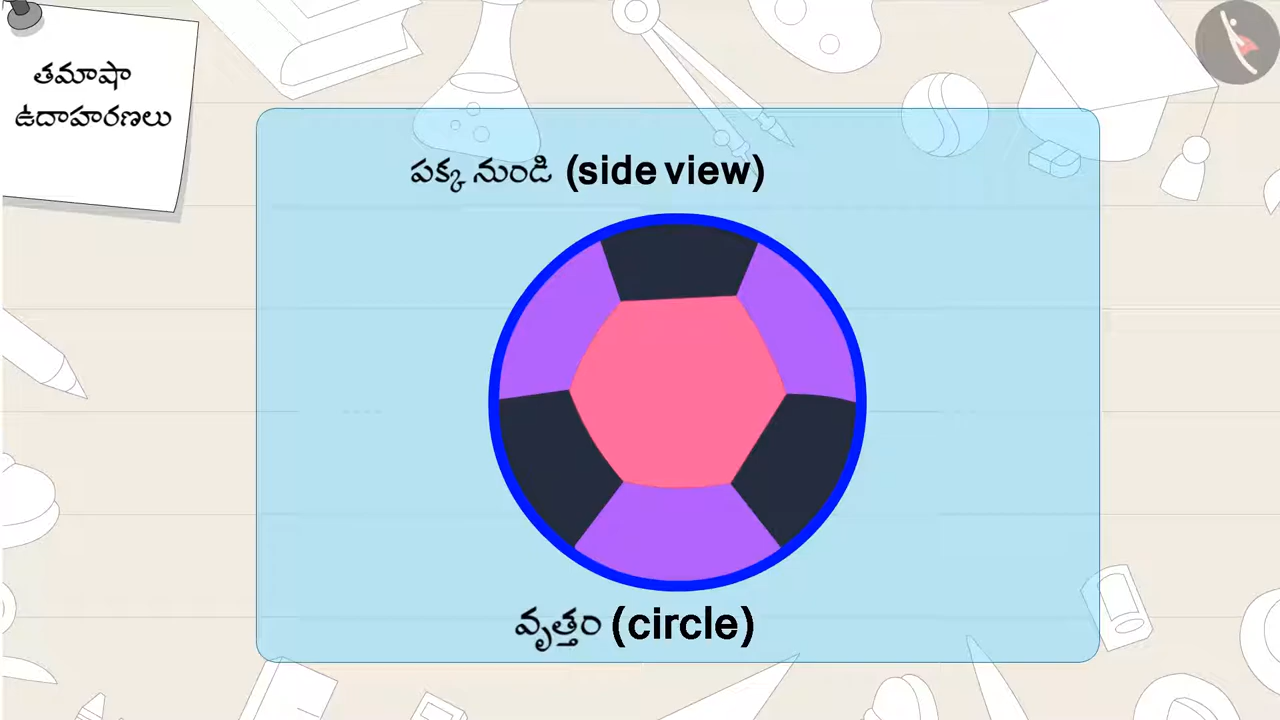 తమాషా
ఉదాహరణలు
పక్క నుండి (side view)
వృత్తం (circle)